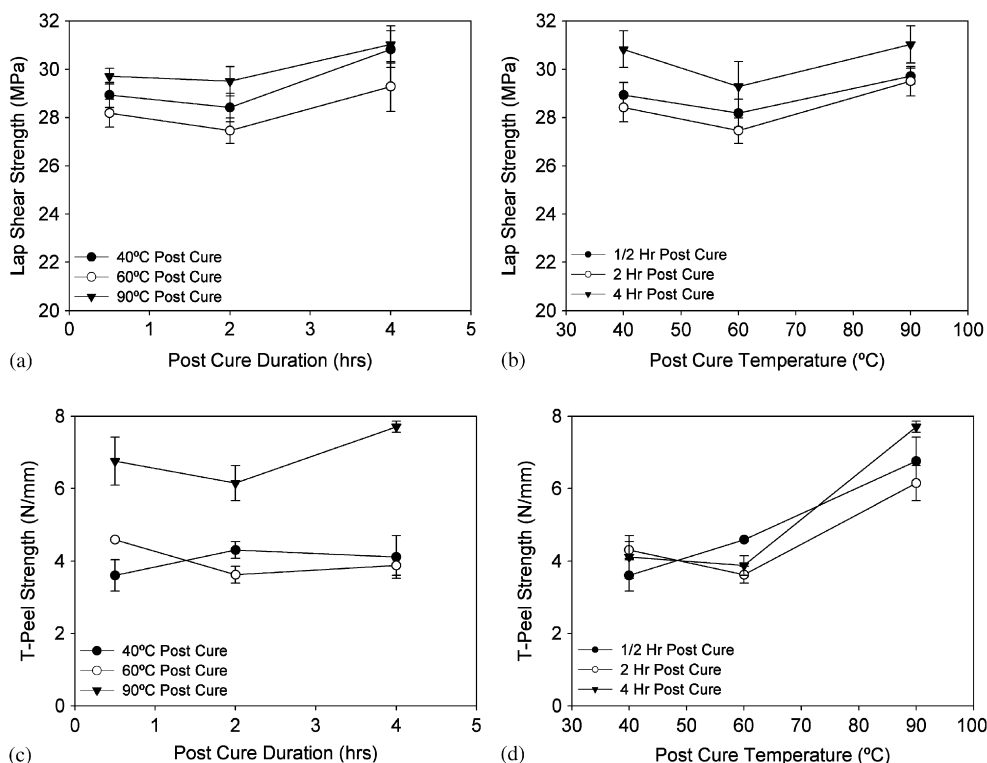 32
30
28
26
24
22
20
Lap Shear Strength (MPa)
40ºC Post Cure
60ºC Post Cure
90ºC Post Cure
0 1 2 3 4 5
(a) Post Cure Duration (hrs)
32
30
28
26
24
22
20
Lap Shear Strength (MPa)
1/2 Hr Post Cure
2 Hr Post Cure
4 Hr Post Cure
30 40 50 60 70 80 90 100
(b) Post Cure Temperature (ºC)
8
6
4
2
0
T-Peel Strength (N/mm)
40ºC Post Cure
60ºC Post Cure
90ºC Post Cure
0 1 2 3 4 5
(c) Post Cure Duration (hrs)
8
6
4
2
0
T-Peel Strength (N/mm)
1/2 Hr Post Cure
2 Hr Post Cure
4 Hr Post Cure
30 40 50 60 70 80 90 100
(d) Post Cure Temperature (ºC)